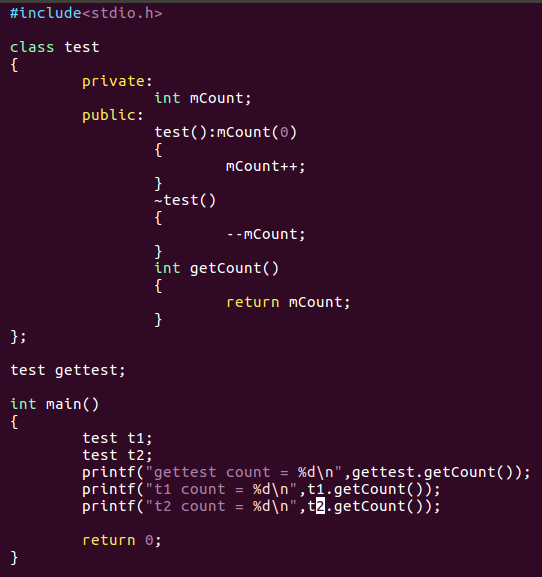 #include<stdio.h>
class test
{
private:
int mCount;
public:
test():mCount(0)
{
mCount++;
}
~test()
{
--mCount;
}
int getCount()
{
return mCount;
}
};
test gettest;
int main()
{
test t1;
test t2;
printf("gettest count = %d\n",gettest.getCount());
printf("t1 count = %d\n",t1.getCount());
printf("t2 count = %d\n",t2.getCount());
return 0;
}